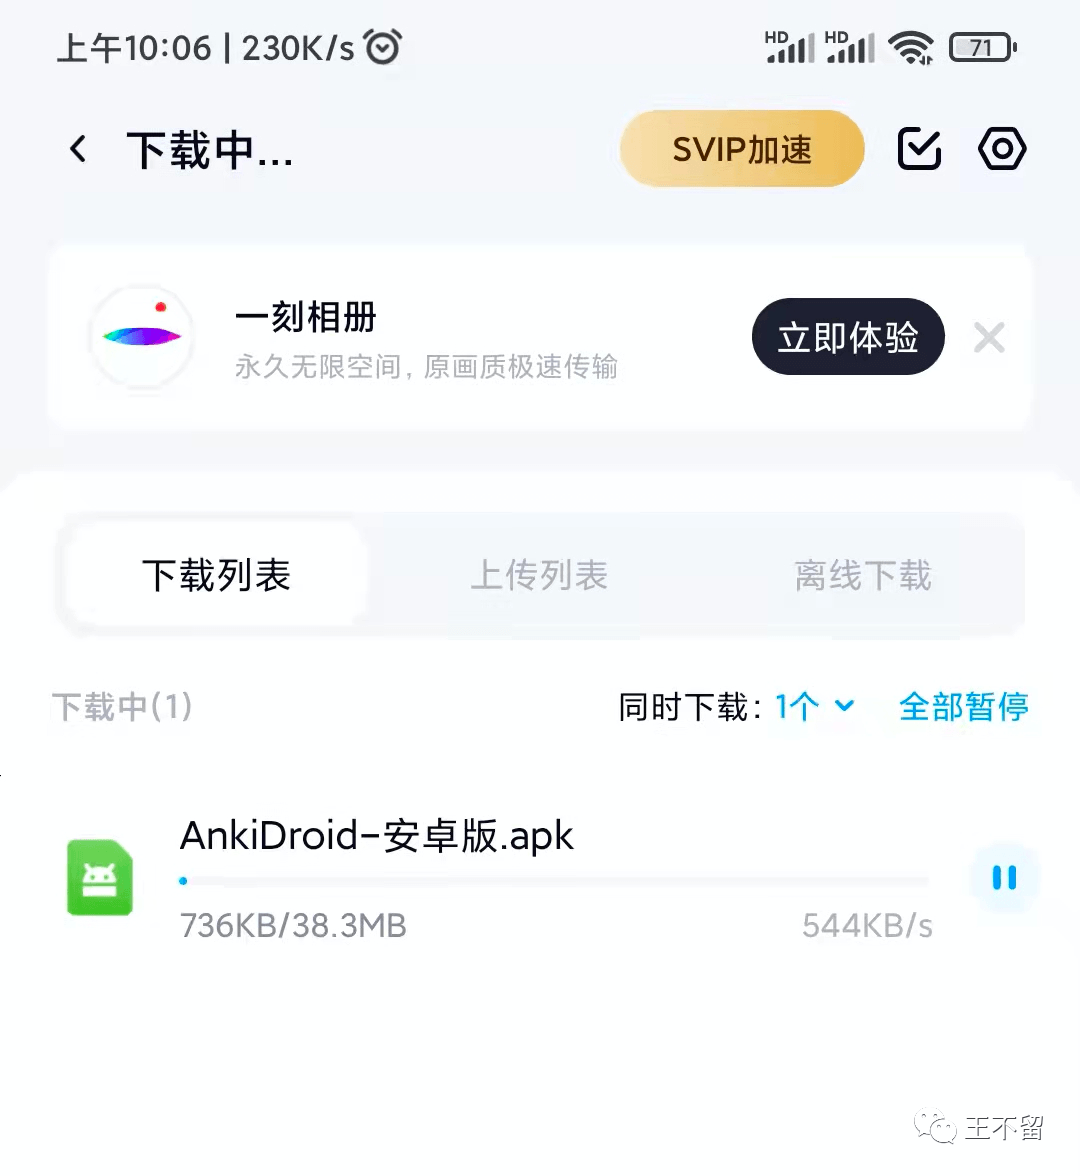 上午10:06 | 230K/s HD HD 71
下载中... SVIP加速
一刻相册
永久无限空间，原画质极速传输
立即体验
下载列表 上传列表 离线下载
下载中(1) 同时下载：1个 全部暂停
AnkiDroid-安卓版.apk
736KB/38.3MB 544KB/s
王不留